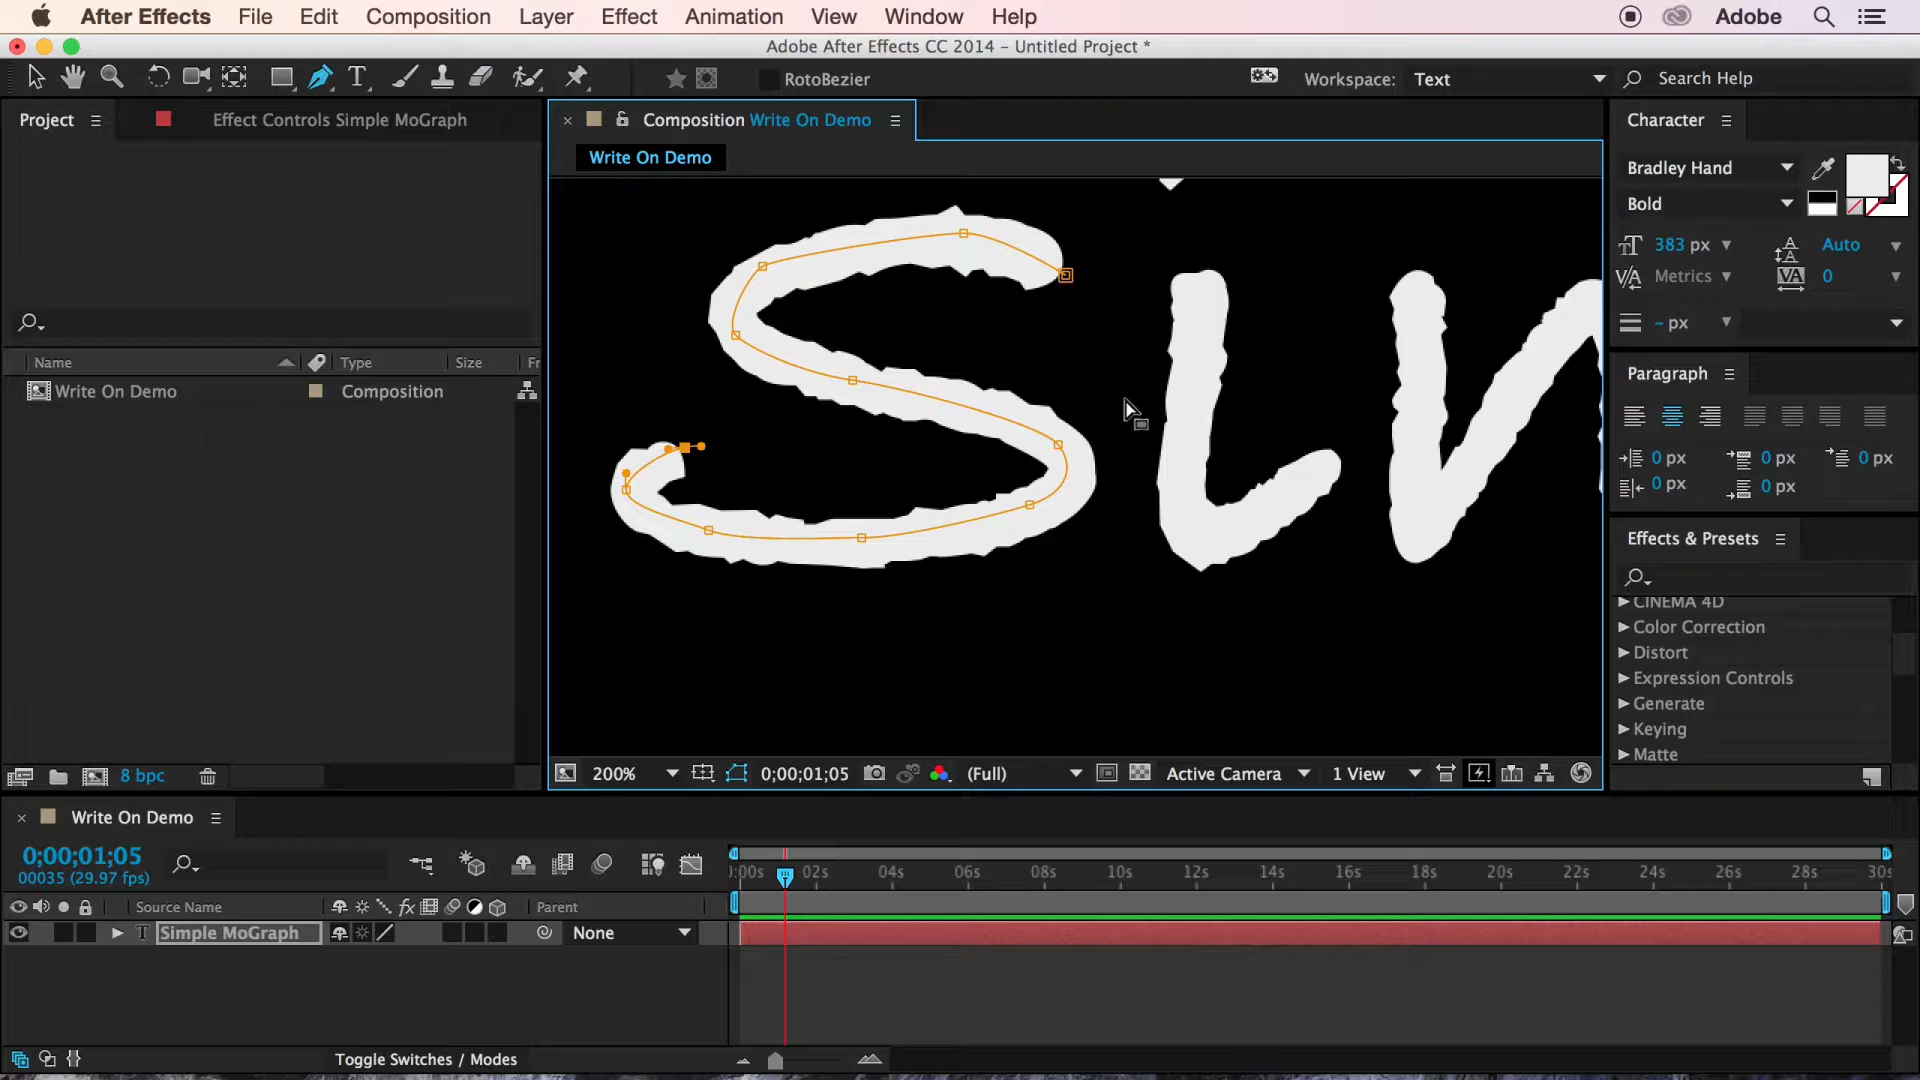 After Effects File Edit Composition Layer Effect Animation View Window Help Adobe
Adobe After Effects CC 2014 – Untitled Project *
RotoBezier Workspace: Text Search Help
Project Effect Controls Simple MoGraph
Name Type Size Fr
Write On Demo Composition
8 bpc
Composition Write On Demo
Write On Demo
200% 0;00;01;05 (Full) Active Camera 1 View
Character
Bradley Hand
Bold
383 px Auto
Metrics 0
– px
Paragraph
0 px 0 px 0 px
0 px 0 px
Effects & Presets
CINEMA 4D
Color Correction
Distort
Expression Controls
Generate
Keying
Matte
Write On Demo
0;00;01;05
00035 (29.97 fps)
):00s 02s 04s 06s 08s 10s 12s 14s 16s 18s 20s 22s 24s 26s 28s 30s
Source Name fx Parent
Simple MoGraph None
Toggle Switches / Modes